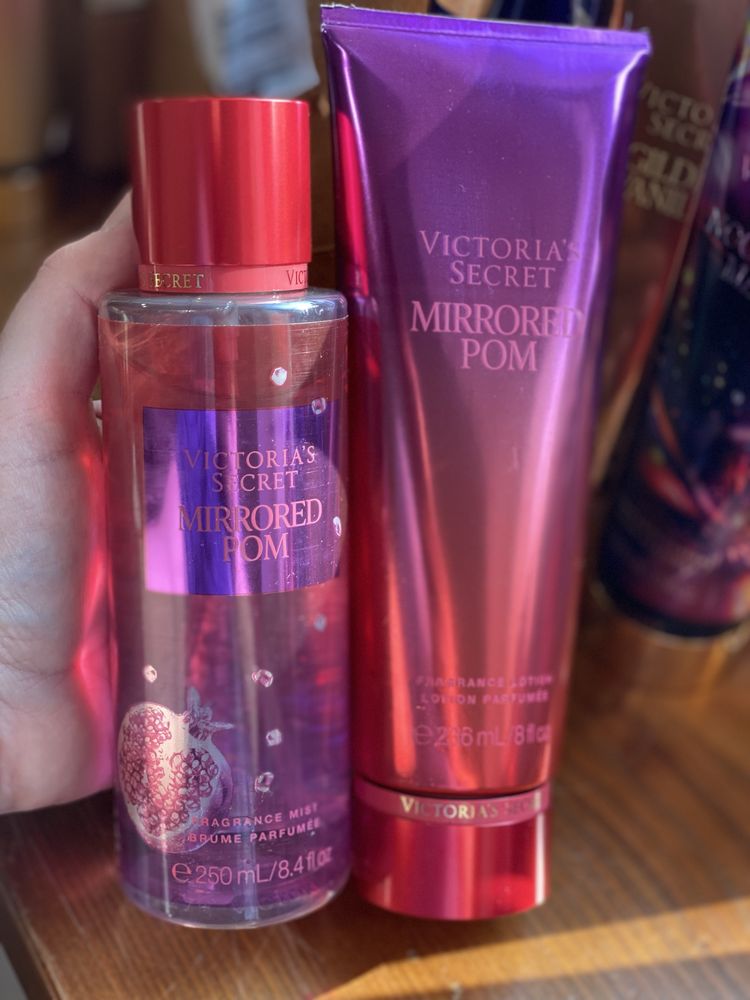 SECRET
VICTORIA'S
SECRET
MIRRORED
POM
FRAGRANCE MIST
BRUME PARFUMÉE
℮ 250 mL/8.4 fl oz
VICTORIA'S
SECRET
MIRRORED
POM
FRAGRANCE LOTION
LOTION PARFUMÉE
℮ 236 mL/8 fl oz
VICTORIA'S SECRET